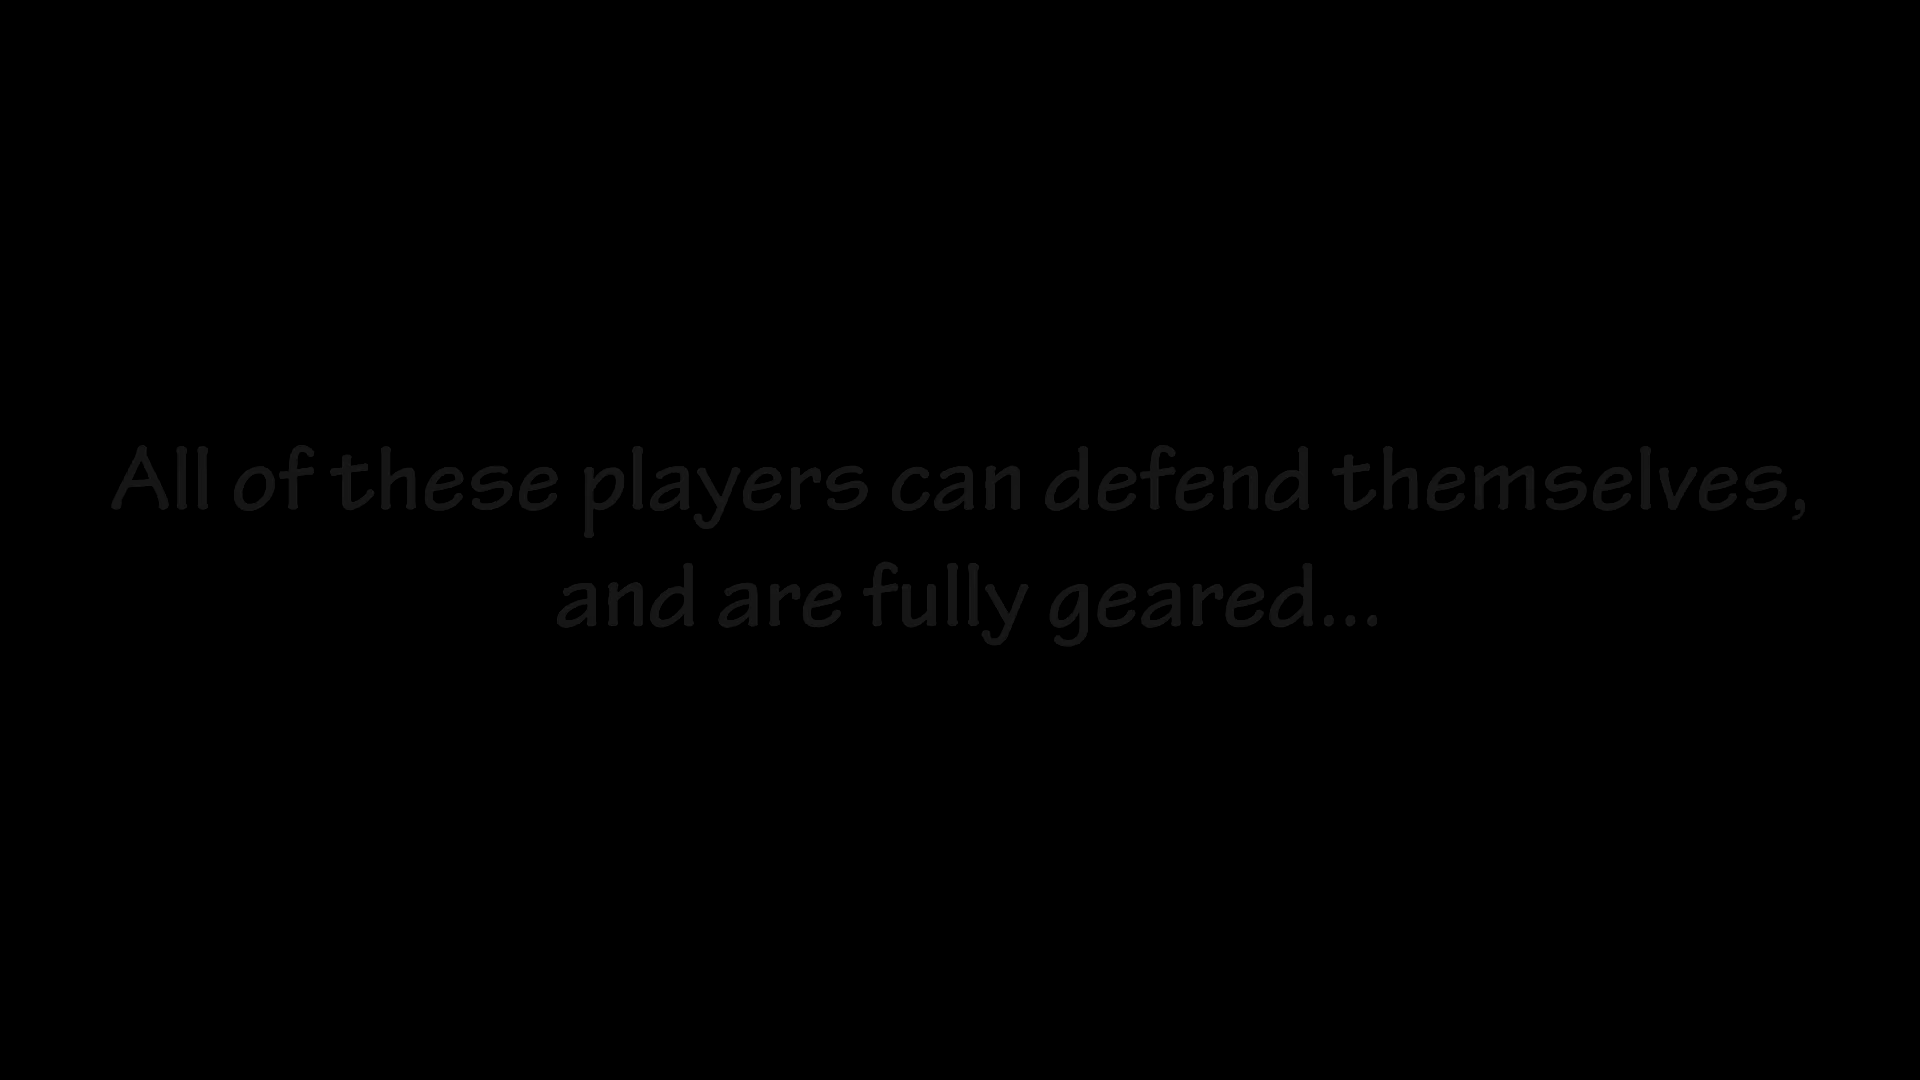 All of these players can defend themselves,
and are fully geared...